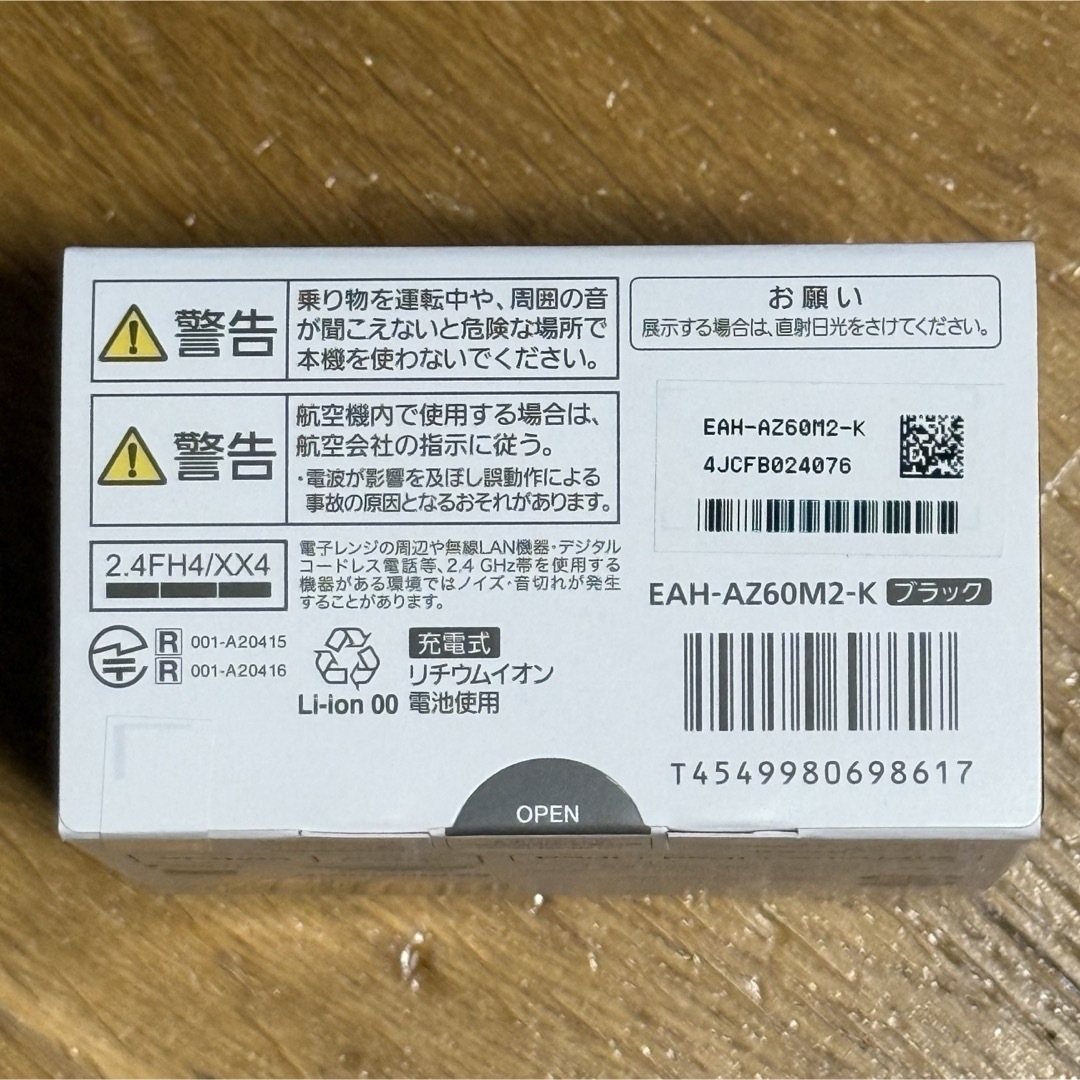 警告
乗り物を運転中や、周囲の音
が聞こえないと危険な場所で
本機を使わないでください。
警告
航空機内で使用する場合は、
航空会社の指示に従う。
・電波が影響を及ぼし誤動作による
事故の原因となるおそれがあります。
2.4FH4/XX4
電子レンジの周辺や無線LAN機器・デジタル
コードレス電話等、2.4 GHz帯を使用する
機器がある環境ではノイズ・音切れが発生
することがあります。
R 001-A20415
R 001-A20416
Li-ion 00
充電式
リチウムイオン
電池使用
お願い
展示する場合は、直射日光をさけてください。
EAH-AZ60M2-K
4JCFB024076
EAH-AZ60M2-K ブラック
T4549980698617
OPEN